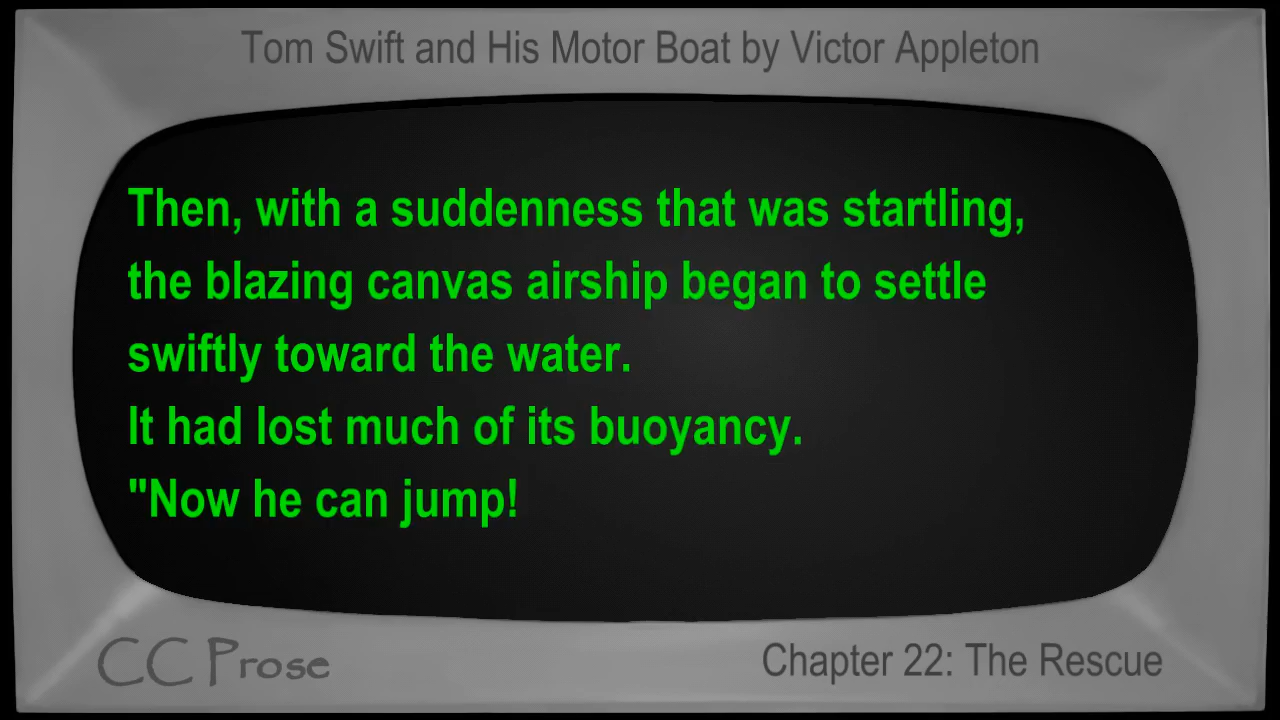 Tom Swift and His Motor Boat by Victor Appleton
Then, with a suddenness that was startling,
the blazing canvas airship began to settle
swiftly toward the water.
It had lost much of its buoyancy.
"Now he can jump!
CC Prose
Chapter 22: The Rescue